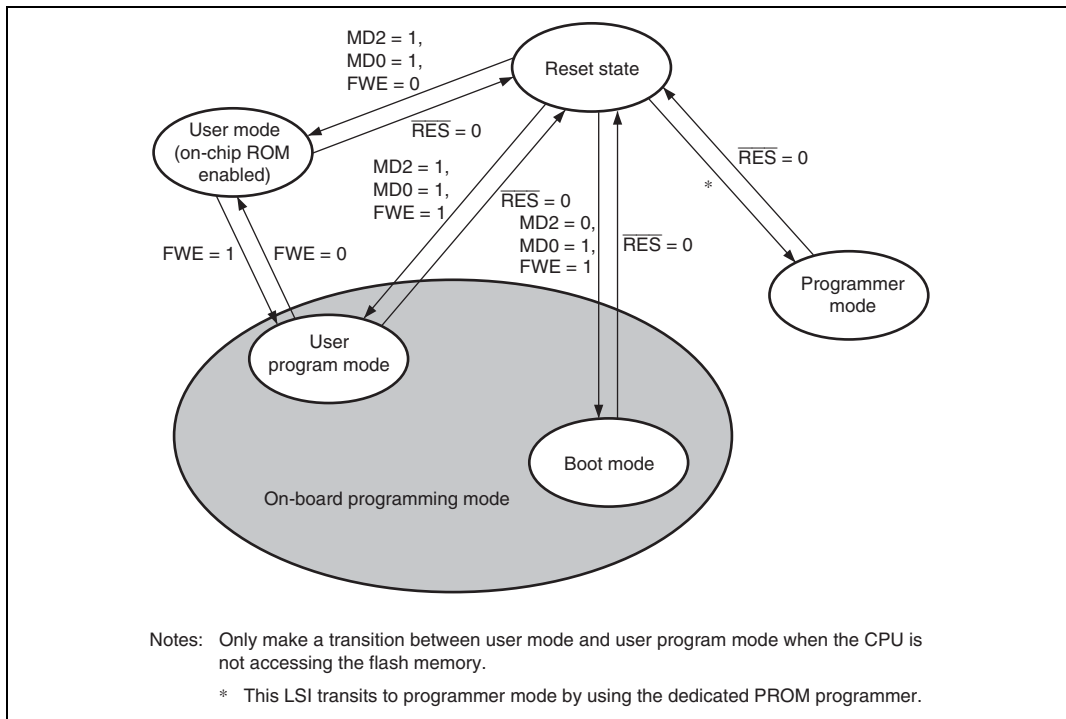 MD2 = 1,
MD0 = 1,
FWE = 0
Reset state
User mode
(on-chip ROM
enabled)
RES = 0
MD2 = 1,
MD0 = 1,
FWE = 1
RES = 0
MD2 = 0,
MD0 = 1,
FWE = 1
RES = 0
RES = 0
*
FWE = 1
FWE = 0
Programmer
mode
User
program mode
Boot mode
On-board programming mode
Notes: Only make a transition between user mode and user program mode when the CPU is
not accessing the flash memory.
* This LSI transits to programmer mode by using the dedicated PROM programmer.